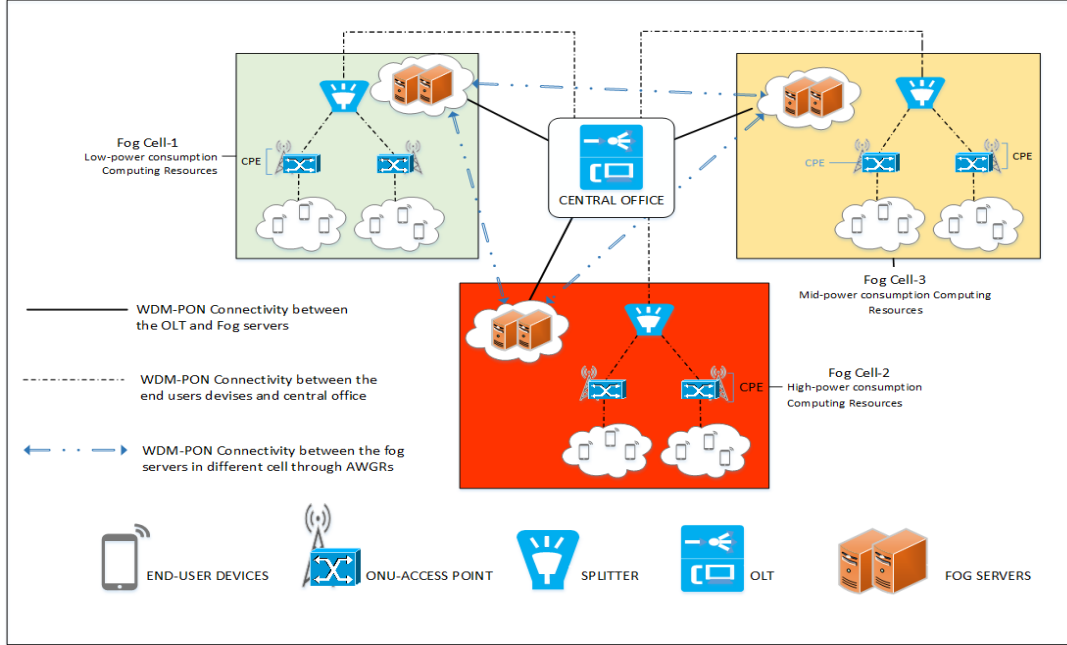 Fog Cell-1
Low-power consumption
Computing Resources
CPE
CENTRAL OFFICE
CPE
CPE
Fog Cell-3
Mid-power consumption Computing
Resources
CPE
Fog Cell-2
High-power consumption
Computing Resources
WDM-PON Connectivity between
the OLT and Fog servers
WDM-PON Connectivity between the
end users devises and central office
WDM-PON Connectivity between the fog
servers in different cell through AWGRs
END-USER DEVICES
ONU-ACCESS POINT
SPLITTER
OLT
FOG SERVERS